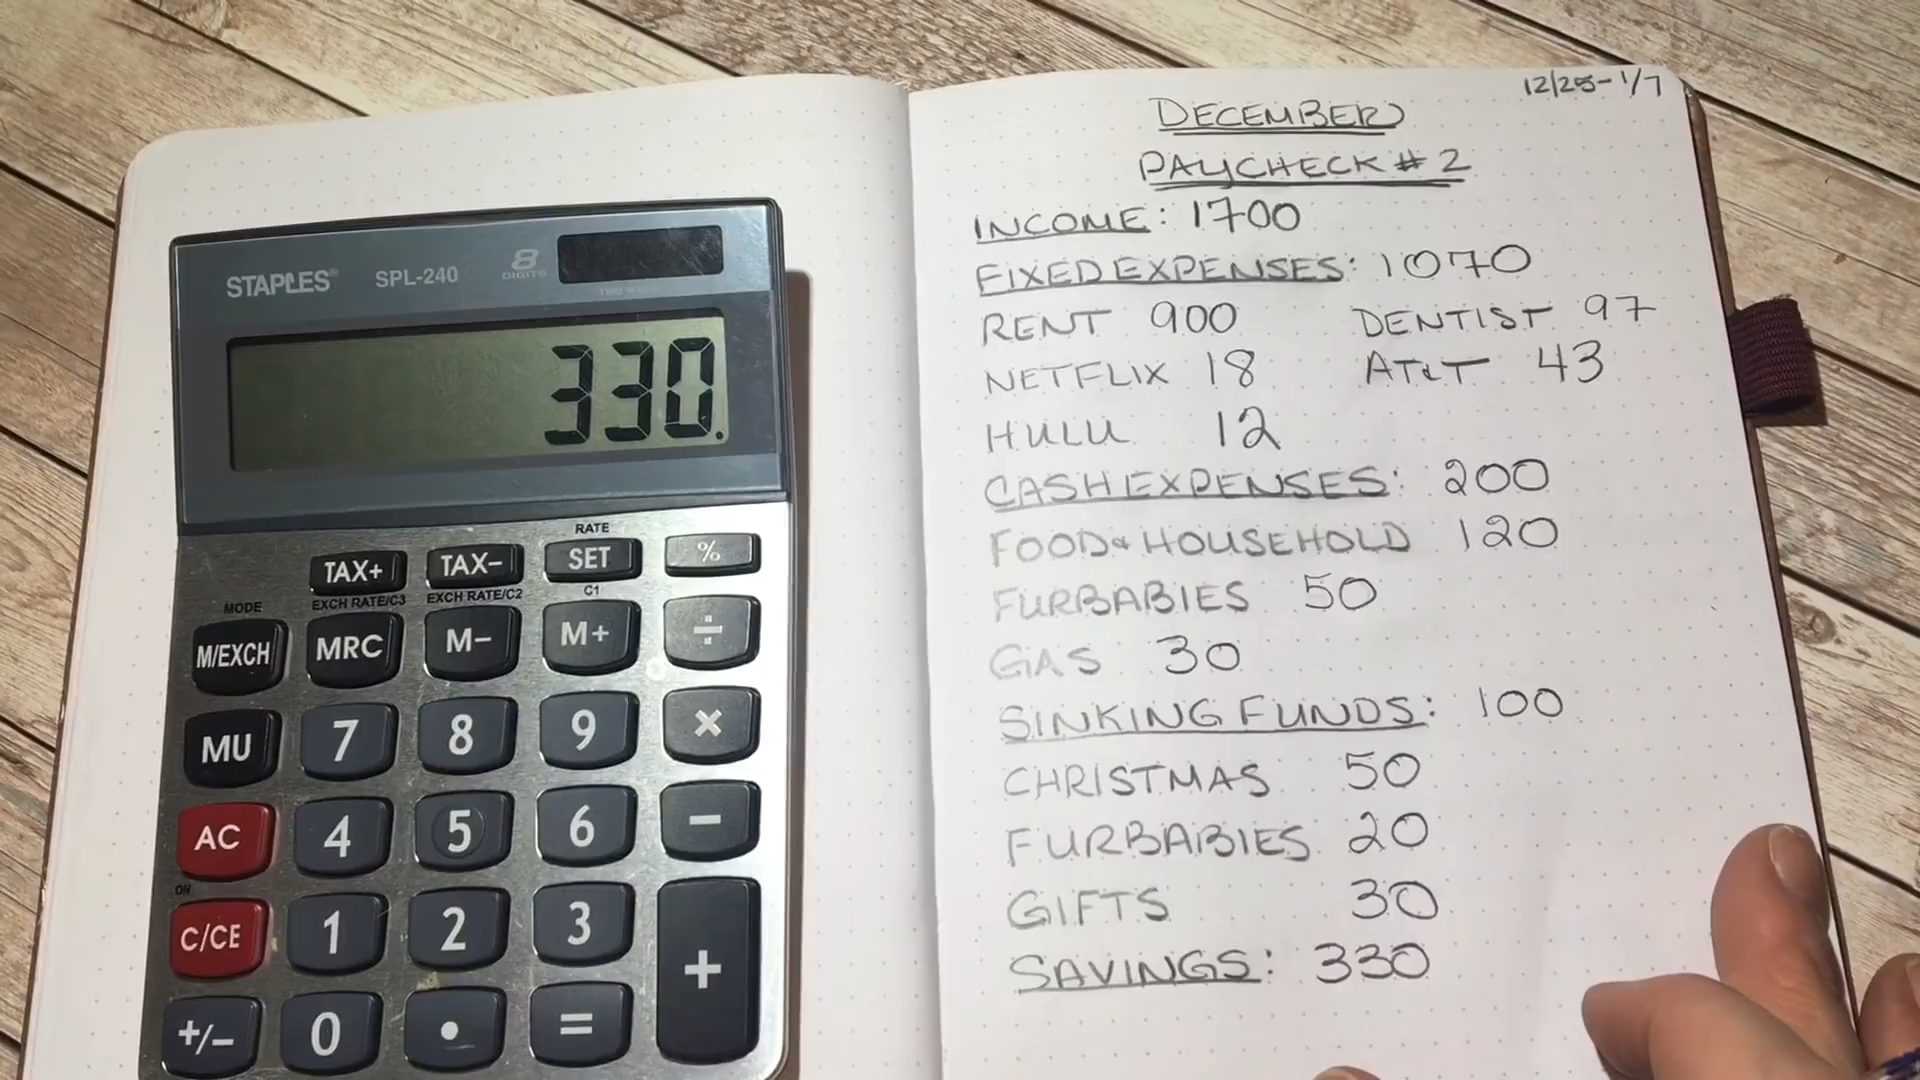 STAPLES® SPL-240 8 DIGITS
330.
RATE
TAX+ TAX- SET %
MODE EXCH RATE/C3 EXCH RATE/C2 C1
M/EXCH MRC M- M+ ÷
MU 7 8 9 ×
AC 4 5 6 -
ON
C/CE 1 2 3 +
+/- 0 • =
12/25-1/7
DECEMBER
PAYCHECK # 2
INCOME: 1700
FIXED EXPENSES: 1070
RENT 900 DENTIST 97
NETFLIX 18 AT&T 43
HULU 12
CASH EXPENSES: 200
FOOD & HOUSEHOLD 120
FURBABIES 50
GAS 30
SINKING FUNDS: 100
CHRISTMAS 50
FURBABIES 20
GIFTS 30
SAVINGS: 330